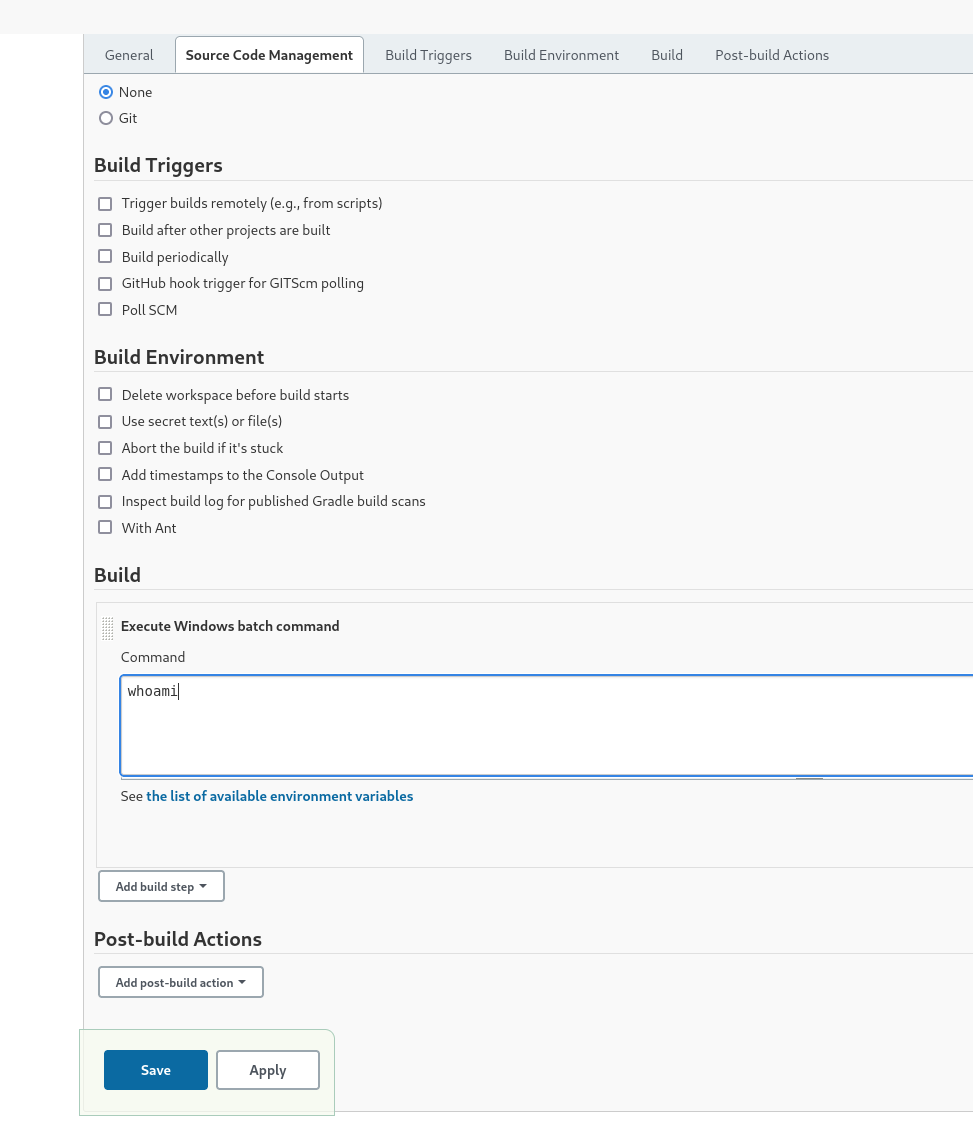 General Source Code Management Build Triggers Build Environment Build Post-build Actions
None
Git
Build Triggers
Trigger builds remotely (e.g., from scripts)
Build after other projects are built
Build periodically
GitHub hook trigger for GITScm polling
Poll SCM
Build Environment
Delete workspace before build starts
Use secret text(s) or file(s)
Abort the build if it's stuck
Add timestamps to the Console Output
Inspect build log for published Gradle build scans
With Ant
Build
Execute Windows batch command
Command
whoami
See the list of available environment variables
Add build step
Post-build Actions
Add post-build action
Save Apply